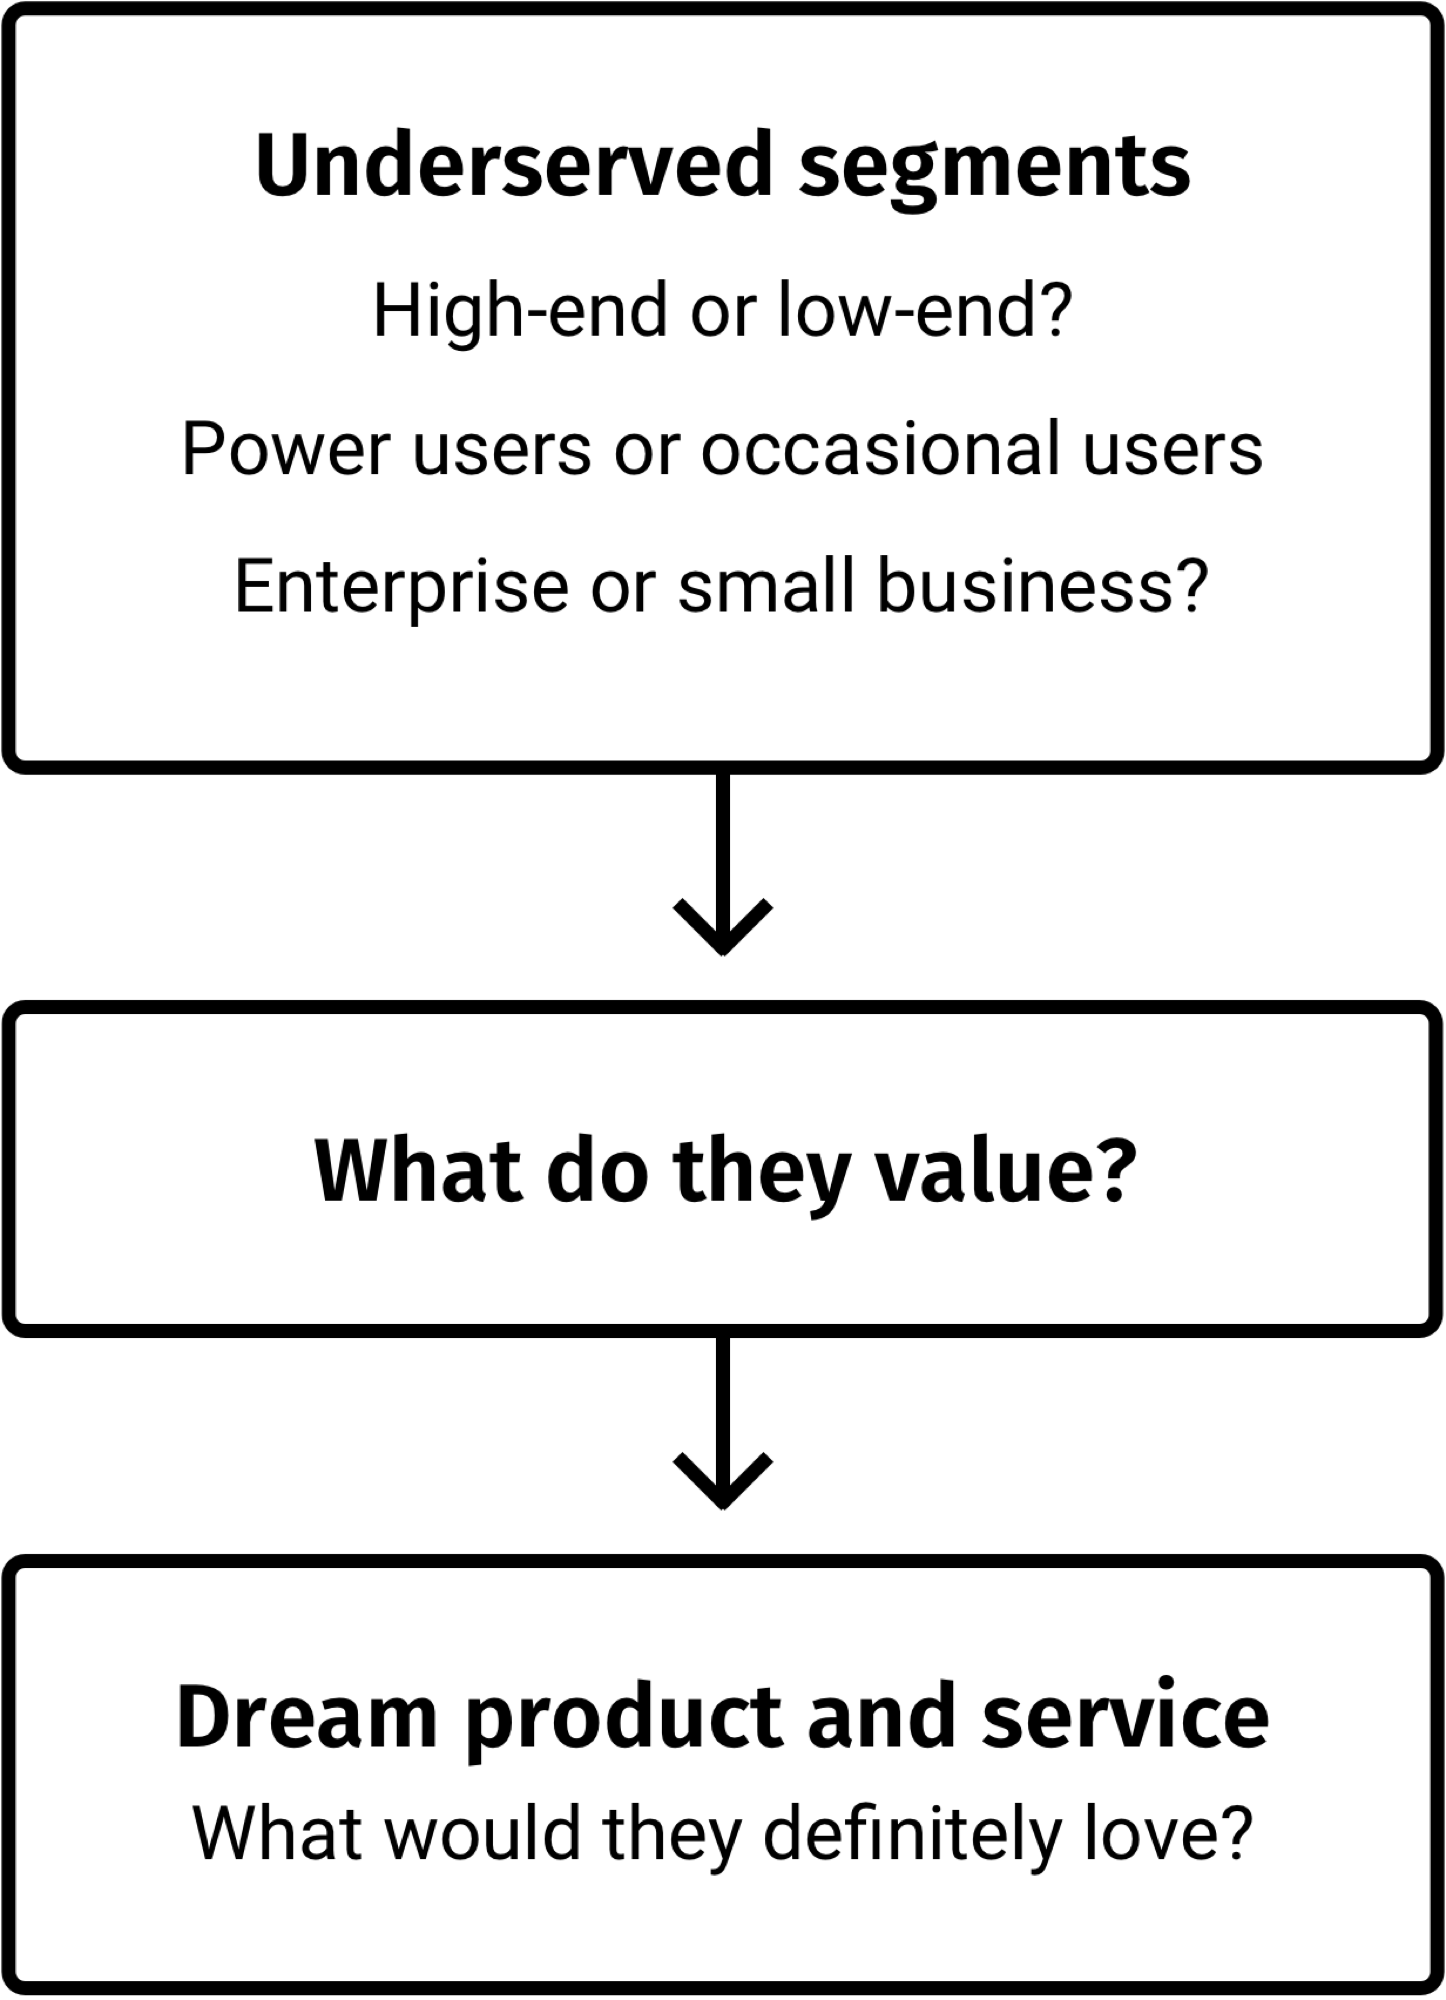 Underserved segments
High-end or low-end?
Power users or occasional users
Enterprise or small business?
What do they value?
Dream product and service
What would they definitely love?